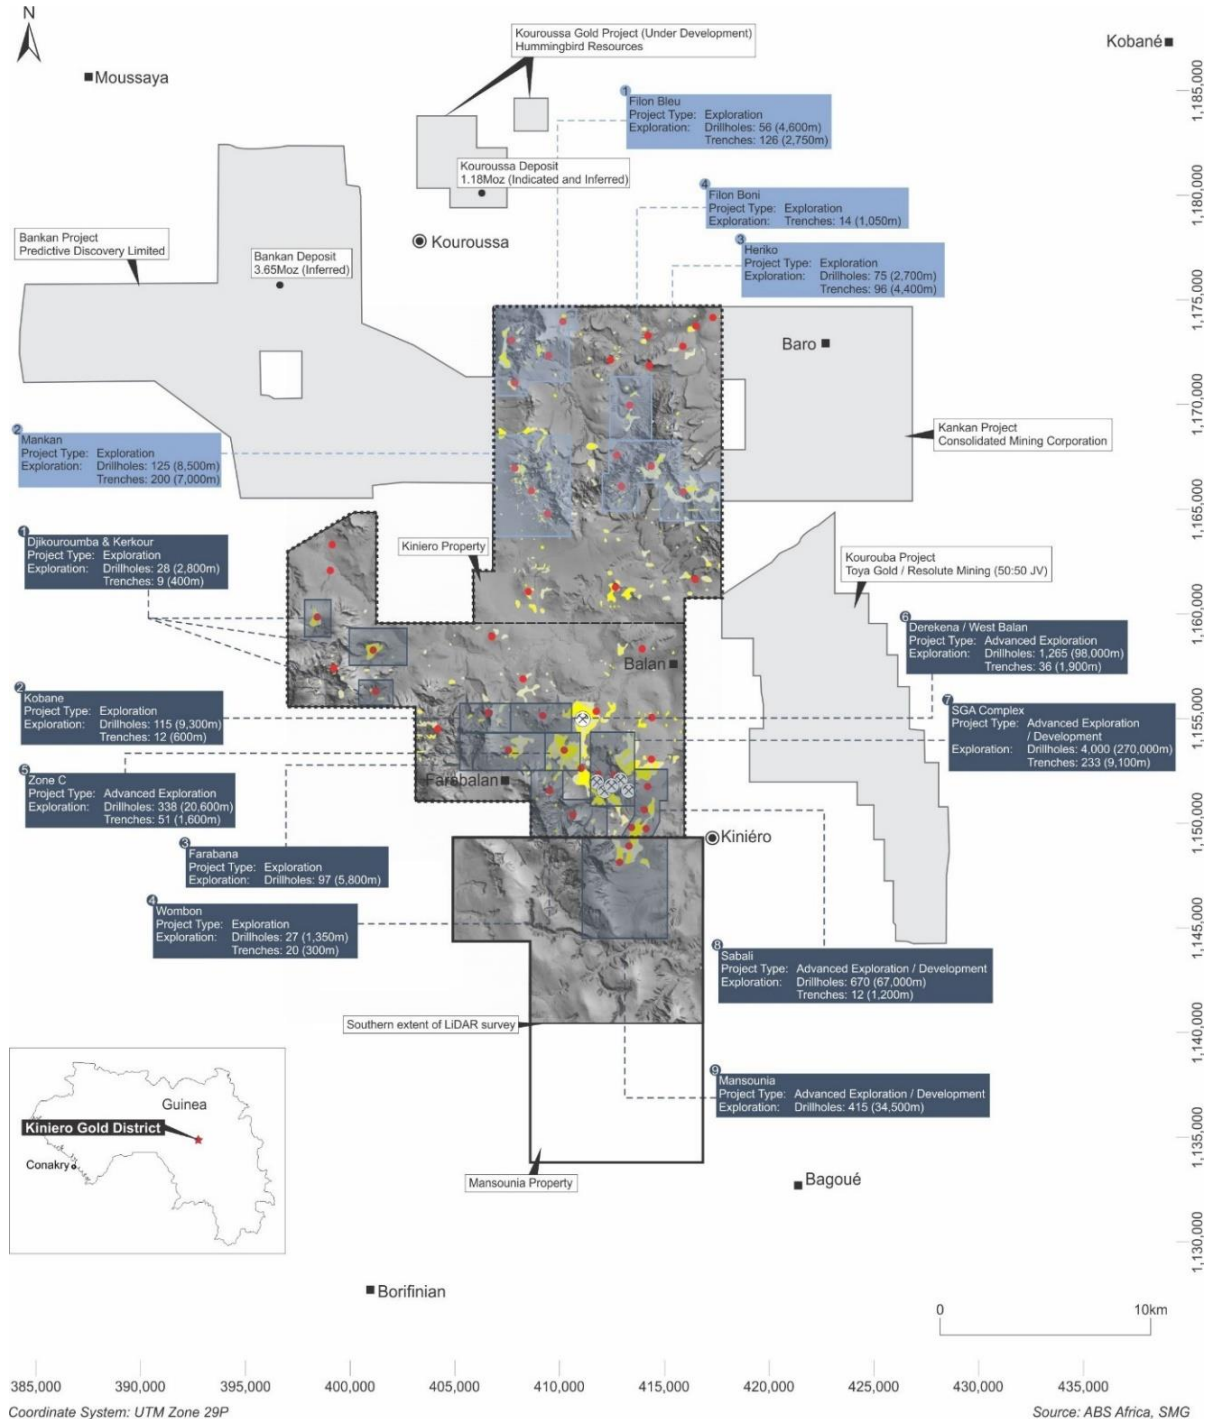 N
Kouroussa Gold Project (Under Development)
Hummingbird Resources
Kobané
Moussaya
1,185,000
1
Filon Bleu
Project Type: Exploration
Exploration: Drillholes: 56 (4,600m)
Trenches: 126 (2,750m)
Kouroussa Deposit
1.18Moz (Indicated and Inferred)
1,180,000
4
Filon Boni
Project Type: Exploration
Exploration: Trenches: 14 (1,050m)
Bankan Project
Predictive Discovery Limited
Kouroussa
3
Heriko
Project Type: Exploration
Exploration: Drillholes: 75 (2,700m)
Trenches: 96 (4,400m)
Bankan Deposit
3.65Moz (Inferred)
1,175,000
Baro
1,170,000
Kankan Project
Consolidated Mining Corporation
2
Mankan
Project Type: Exploration
Exploration: Drillholes: 125 (8,500m)
Trenches: 200 (7,000m)
1,165,000
1
Djikouroumba & Kerkour
Project Type: Exploration
Exploration: Drillholes: 28 (2,800m)
Trenches: 9 (400m)
Kiniero Property
Kourouba Project
Toya Gold / Resolute Mining (50:50 JV)
1,160,000
6
Derekena / West Balan
Project Type: Advanced Exploration
Exploration: Drillholes: 1,265 (98,000m)
Trenches: 36 (1,900m)
Balan
2
Kobane
Project Type: Exploration
Exploration: Drillholes: 115 (9,300m)
Trenches: 12 (600m)
1,155,000
7
SGA Complex
Project Type: Advanced Exploration
/ Development
Exploration: Drillholes: 4,000 (270,000m)
Trenches: 233 (9,100m)
5
Zone C
Project Type: Advanced Exploration
Exploration: Drillholes: 338 (20,600m)
Trenches: 51 (1,600m)
Farabalan
1,150,000
Kiniéro
3
Farabana
Project Type: Exploration
Exploration: Drillholes: 97 (5,800m)
4
Wombon
Project Type: Exploration
Exploration: Drillholes: 27 (1,350m)
Trenches: 20 (300m)
1,145,000
8
Sabali
Project Type: Advanced Exploration / Development
Exploration: Drillholes: 670 (67,000m)
Trenches: 12 (1,200m)
Southern extent of LiDAR survey
1,140,000
9
Mansounia
Project Type: Advanced Exploration / Development
Exploration: Drillholes: 415 (34,500m)
Guinea
Kiniero Gold District
Conakry
1,135,000
Mansounia Property
Bagoué
1,130,000
Borifinian
0 10km
385,000 390,000 395,000 400,000 405,000 410,000 415,000 420,000 425,000 430,000 435,000
Coordinate System: UTM Zone 29P
Source: ABS Africa, SMG